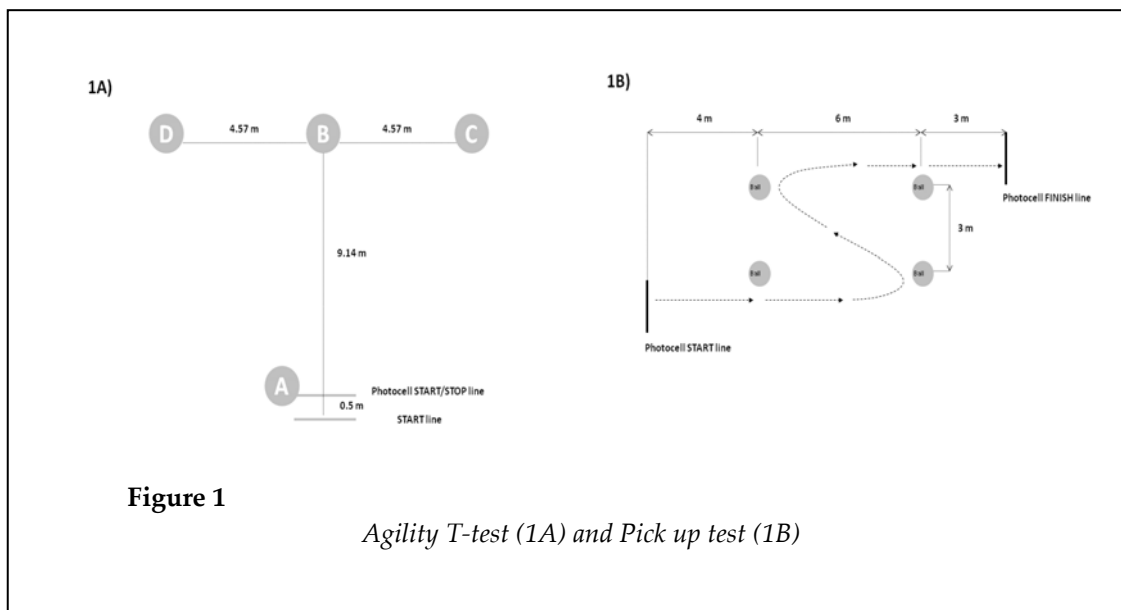 1A)
D
4.57 m
B
4.57 m
C
9.14 m
A
Photocell START/STOP line
0.5 m
START line
1B)
4 m
6 m
3 m
Ball
Ball
Photocell FINISH line
3 m
Ball
Ball
Photocell START line
Figure 1
Agility T-test (1A) and Pick up test (1B)